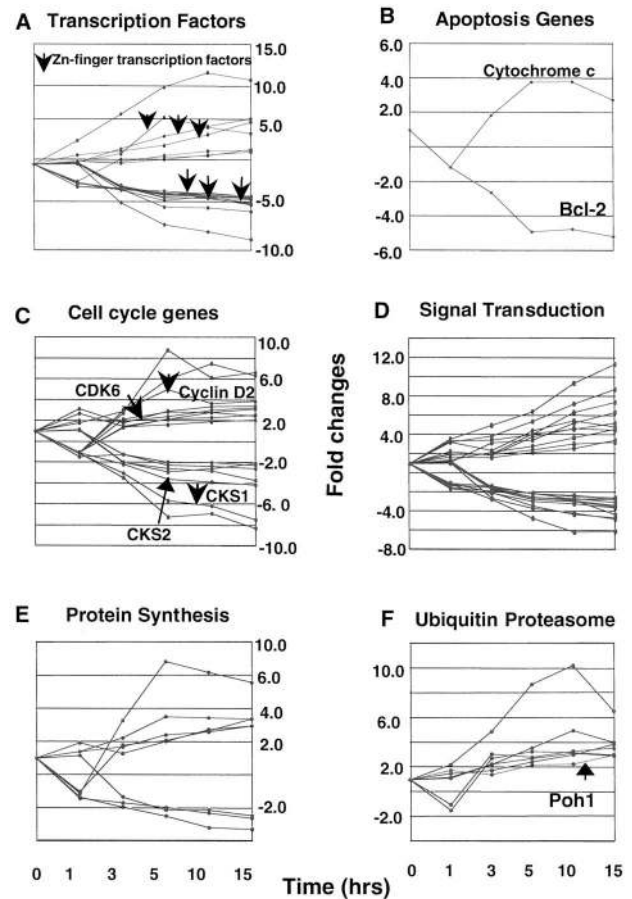 A Transcription Factors
Zn-finger transcription factors
15.0
10.0
5.0
-5.0
-10.0
B Apoptosis Genes
6.0
4.0
2.0
-2.0
-4.0
-6.0
Cytochrome c
Bcl-2
C Cell cycle genes
10.0
6.0
2.0
-2.0
-6.0
-10.0
CDK6
Cyclin D2
CKS1
CKS2
D Signal Transduction
12.0
8.0
4.0
-4.0
-8.0
Fold changes
E Protein Synthesis
10.0
6.0
4.0
2.0
-2.0
0 1 3 5 10 15
F Ubiquitin Proteasome
10.0
6.0
4.0
2.0
-2.0
Poh1
0 1 3 5 10 15
Time (hrs)